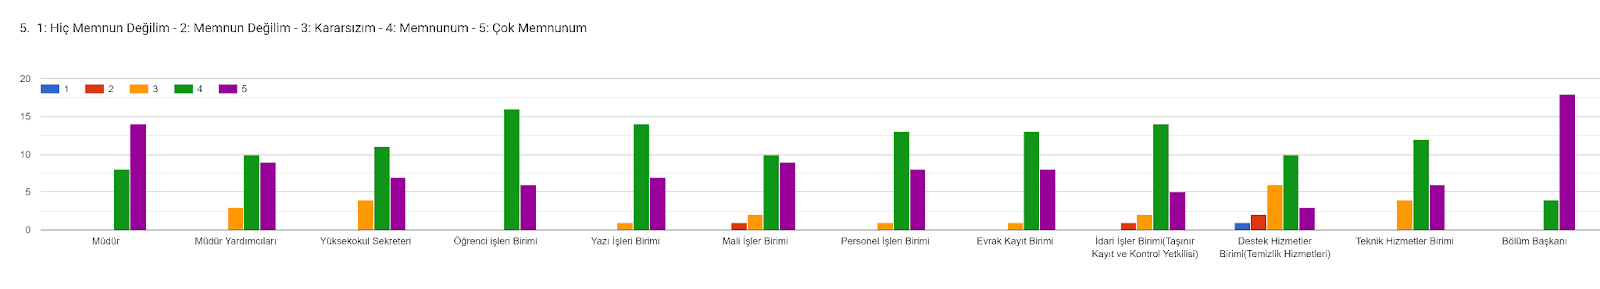 5. 1: Hiç Memnun Değilim - 2: Memnun Değilim - 3: Kararsızım - 4: Memnunum - 5: Çok Memnunum
20
1 2 3 4 5
15
10
5
0
Müdür
Müdür Yardımcıları
Yüksekokul Sekreteri
Öğrenci işleri Birimi
Yazı İşleri Birimi
Mali İşler Birimi
Personel İşleri Birimi
Evrak Kayıt Birimi
İdari İşler Birimi(Taşınır
Kayıt ve Kontrol Yetkilisi)
Destek Hizmetler
Birimi(Temizlik Hizmetleri)
Teknik Hizmetler Birimi
Bölüm Başkanı